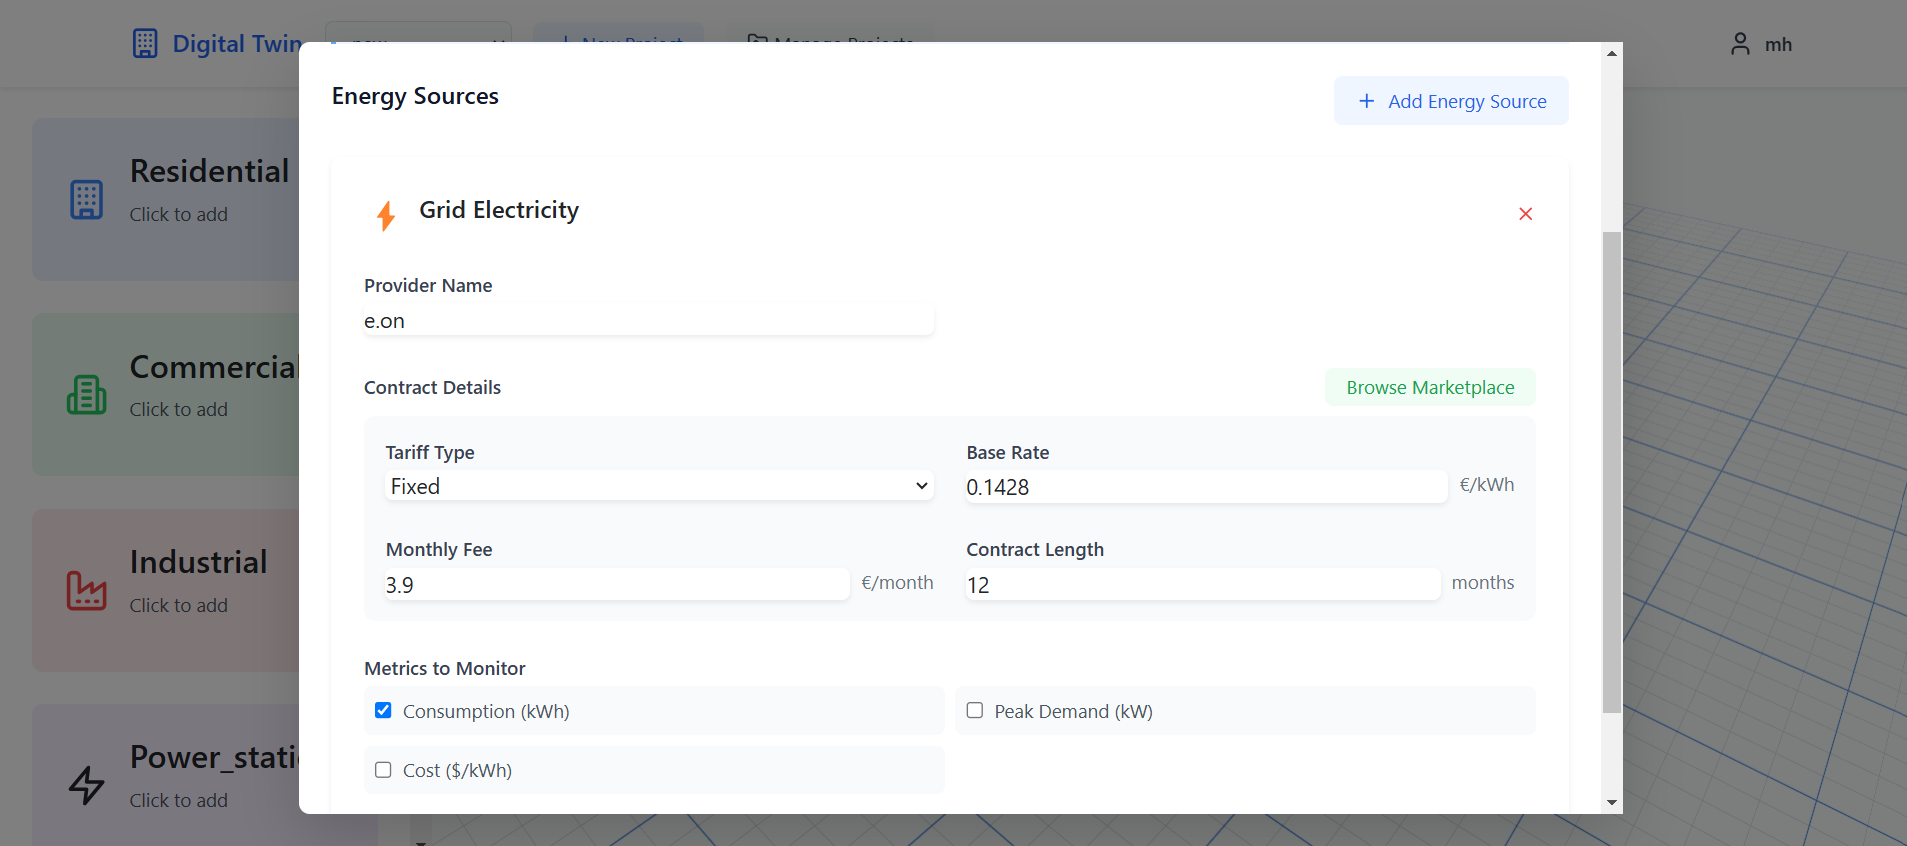 Digital Twin
mh
Energy Sources
Add Energy Source
Residential
Click to add
Commercial
Click to add
Industrial
Click to add
Click to add
Grid Electricity
Provider Name
e.on
Contract Details
Browse Marketplace
Tariff Type
Base Rate
Fixed
0.1428
€/kWh
Monthly Fee
Contract Length
3.9
€/month
12
months
Metrics to Monitor
Consumption (kWh)
Peak Demand (kW)
Cost ($/kWh)